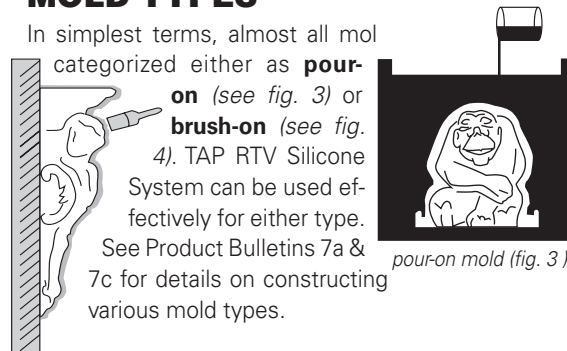 MOLD TYPES
In simplest terms, almost all mol
categorized either as pour-
on (see fig. 3) or
brush-on (see fig.
4). TAP RTV Silicone
System can be used ef-
fectively for either type.
See Product Bulletins 7a &
7c for details on constructing
various mold types.
pour-on mold (fig. 3 )